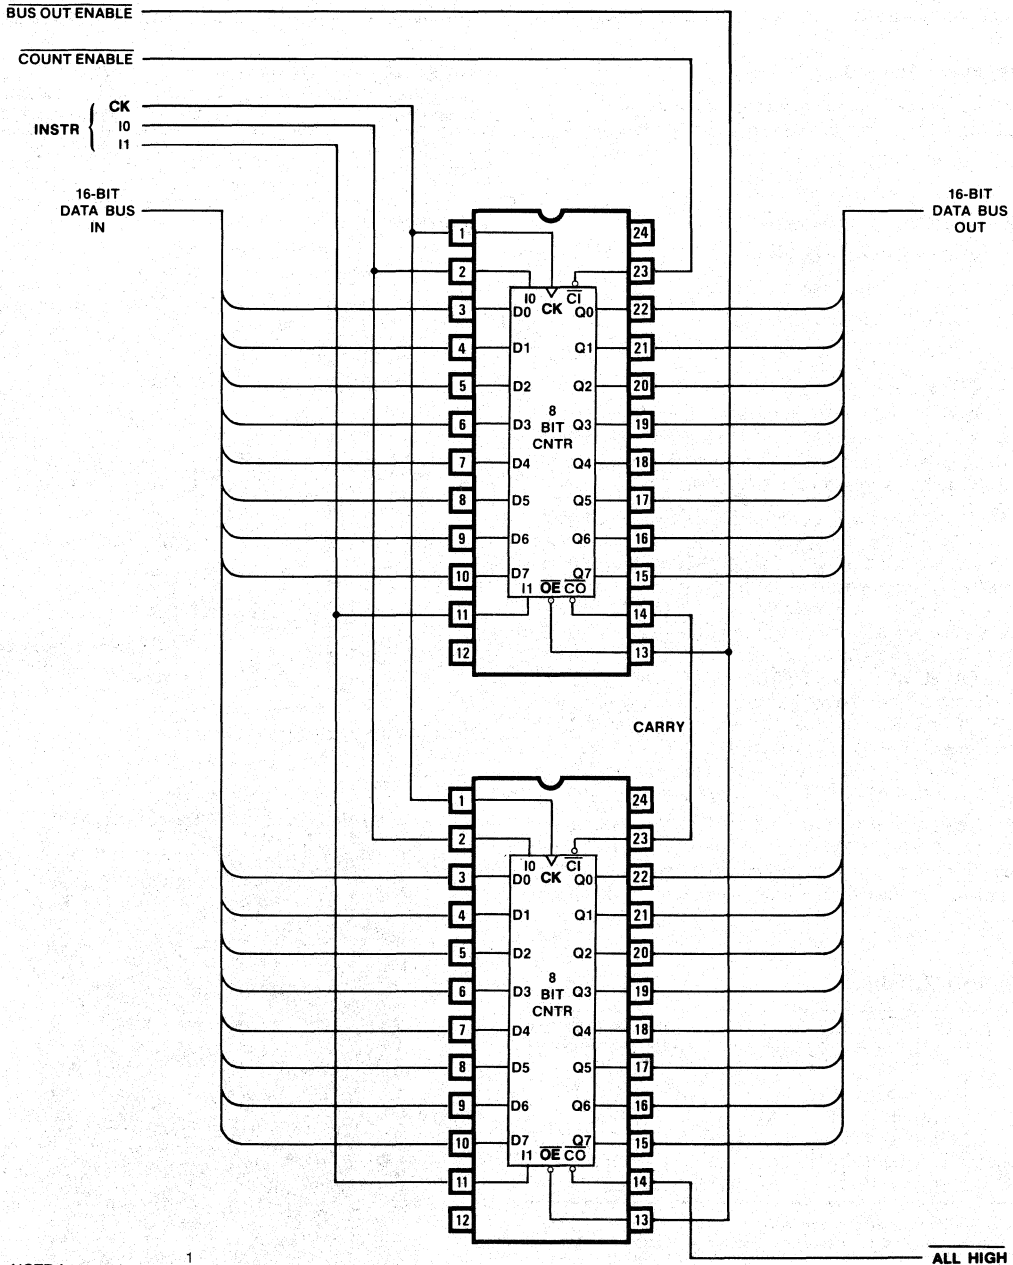 BUS OUT ENABLE
COUNT ENABLE
INSTR { CK
I0
I1
16-BIT
DATA BUS
IN
16-BIT
DATA BUS
OUT
1 24
2 23
I0 CK CI
3 D0 Q0 22
4 D1 Q1 21
5 D2 Q2 20
8
BIT
CNTR
6 D3 Q3 19
7 D4 Q4 18
8 D5 Q5 17
9 D6 Q6 16
10 D7 Q7 15
I1 OE CO
11 14
12 13
CARRY
1 24
2 23
I0 CK CI
3 D0 Q0 22
4 D1 Q1 21
5 D2 Q2 20
8
BIT
CNTR
6 D3 Q3 19
7 D4 Q4 18
8 D5 Q5 17
9 D6 Q6 16
10 D7 Q7 15
I1 OE CO
11 14
12 13
1
ALL HIGH